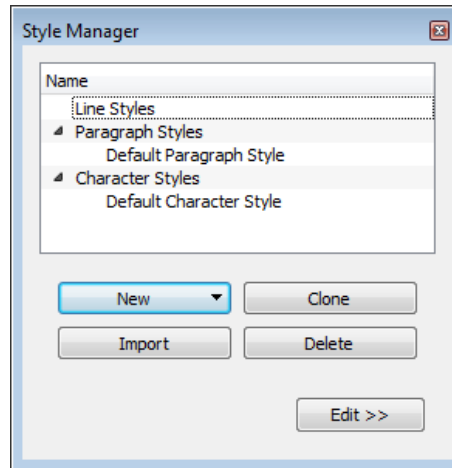 Style Manager
Name
Line Styles
Paragraph Styles
Default Paragraph Style
Character Styles
Default Character Style
New
Clone
Import
Delete
Edit >>